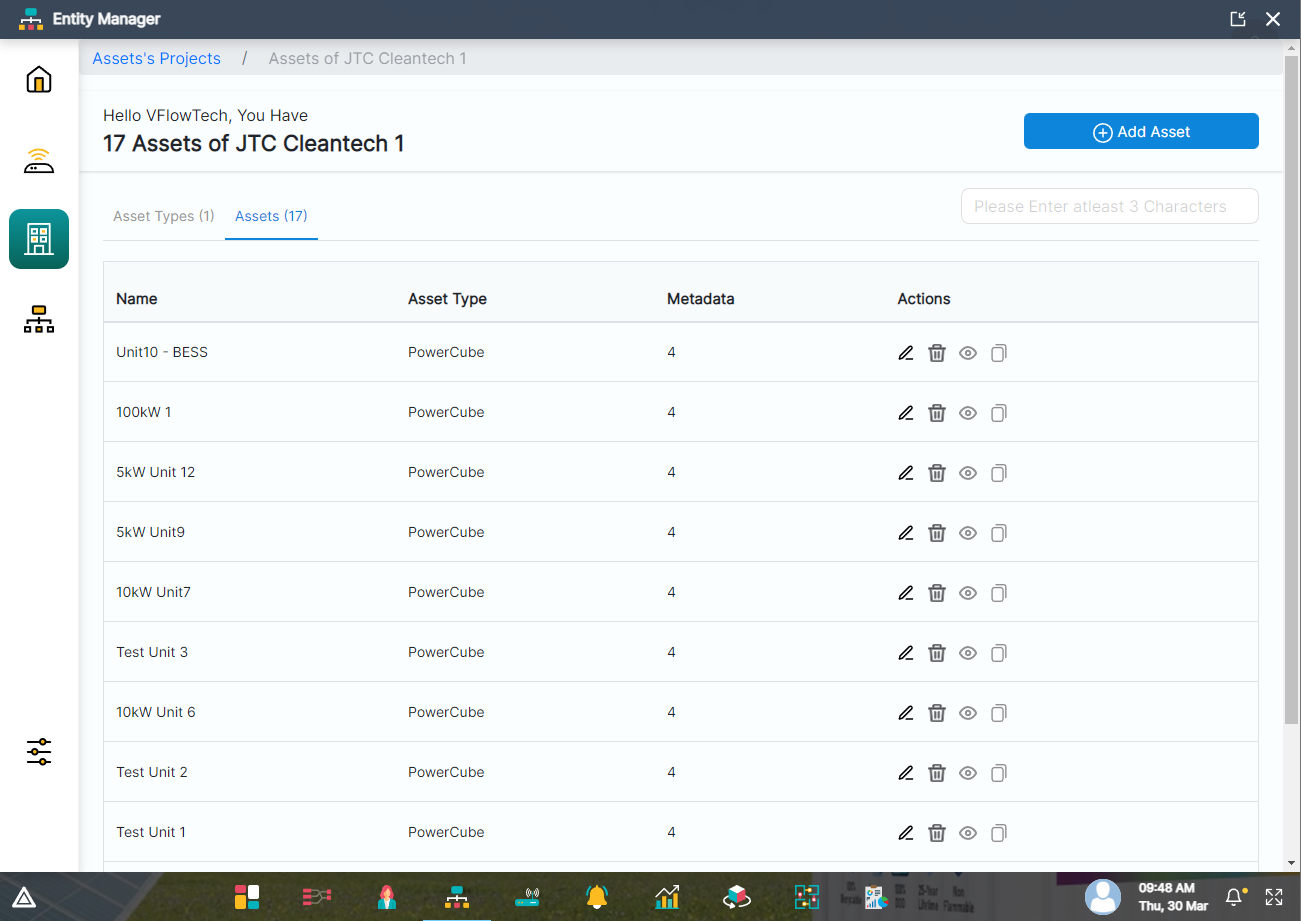 Entity Manager
Assets's Projects / Assets of JTC Cleantech 1
Hello VFlowTech, You Have
17 Assets of JTC Cleantech 1
Add Asset
Asset Types (1) Assets (17)
Please Enter atleast 3 Characters
Name Asset Type Metadata Actions
Unit10 - BESS PowerCube 4
100kW 1 PowerCube 4
5kW Unit 12 PowerCube 4
5kW Unit9 PowerCube 4
10kW Unit7 PowerCube 4
Test Unit 3 PowerCube 4
10kW Unit 6 PowerCube 4
Test Unit 2 PowerCube 4
Test Unit 1 PowerCube 4
09:48 AM
Thu, 30 Mar